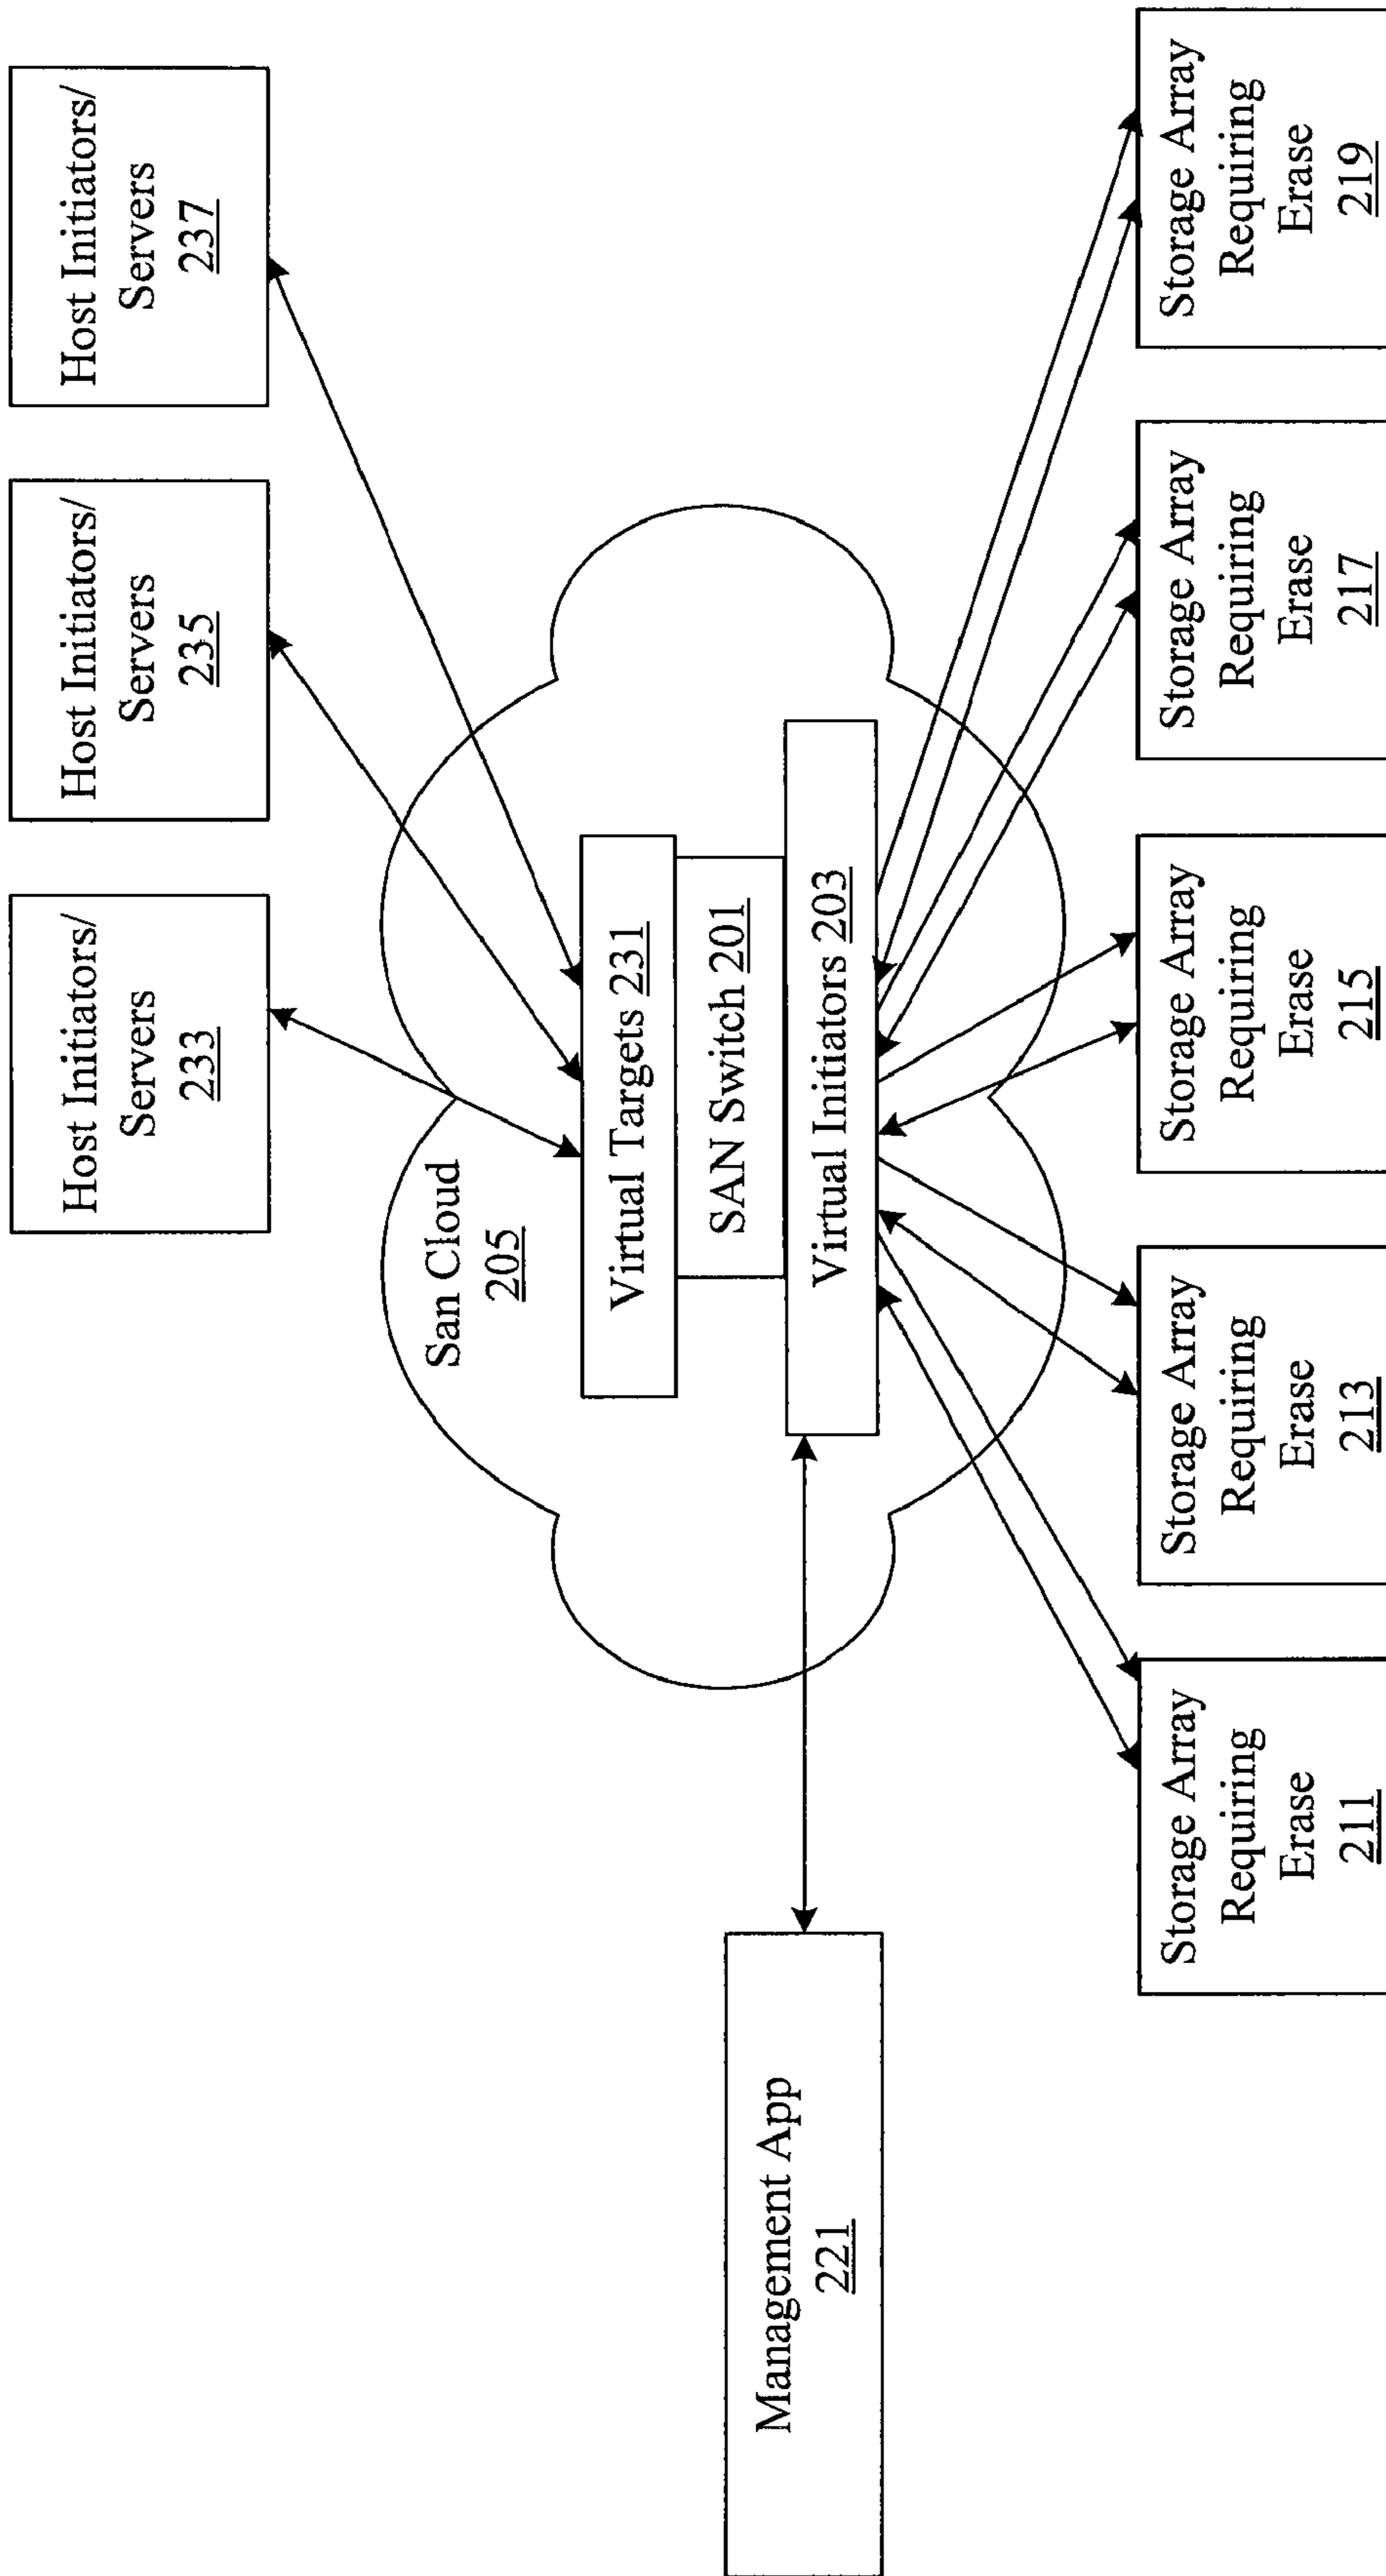 Host Initiators/
Servers
233
Host Initiators/
Servers
235
Host Initiators/
Servers
237
San Cloud
205
Virtual Targets 231
SAN Switch 201
Virtual Initiators 203
Management App
221
Storage Array
Requiring
Erase
211
Storage Array
Requiring
Erase
213
Storage Array
Requiring
Erase
215
Storage Array
Requiring
Erase
217
Storage Array
Requiring
Erase
219